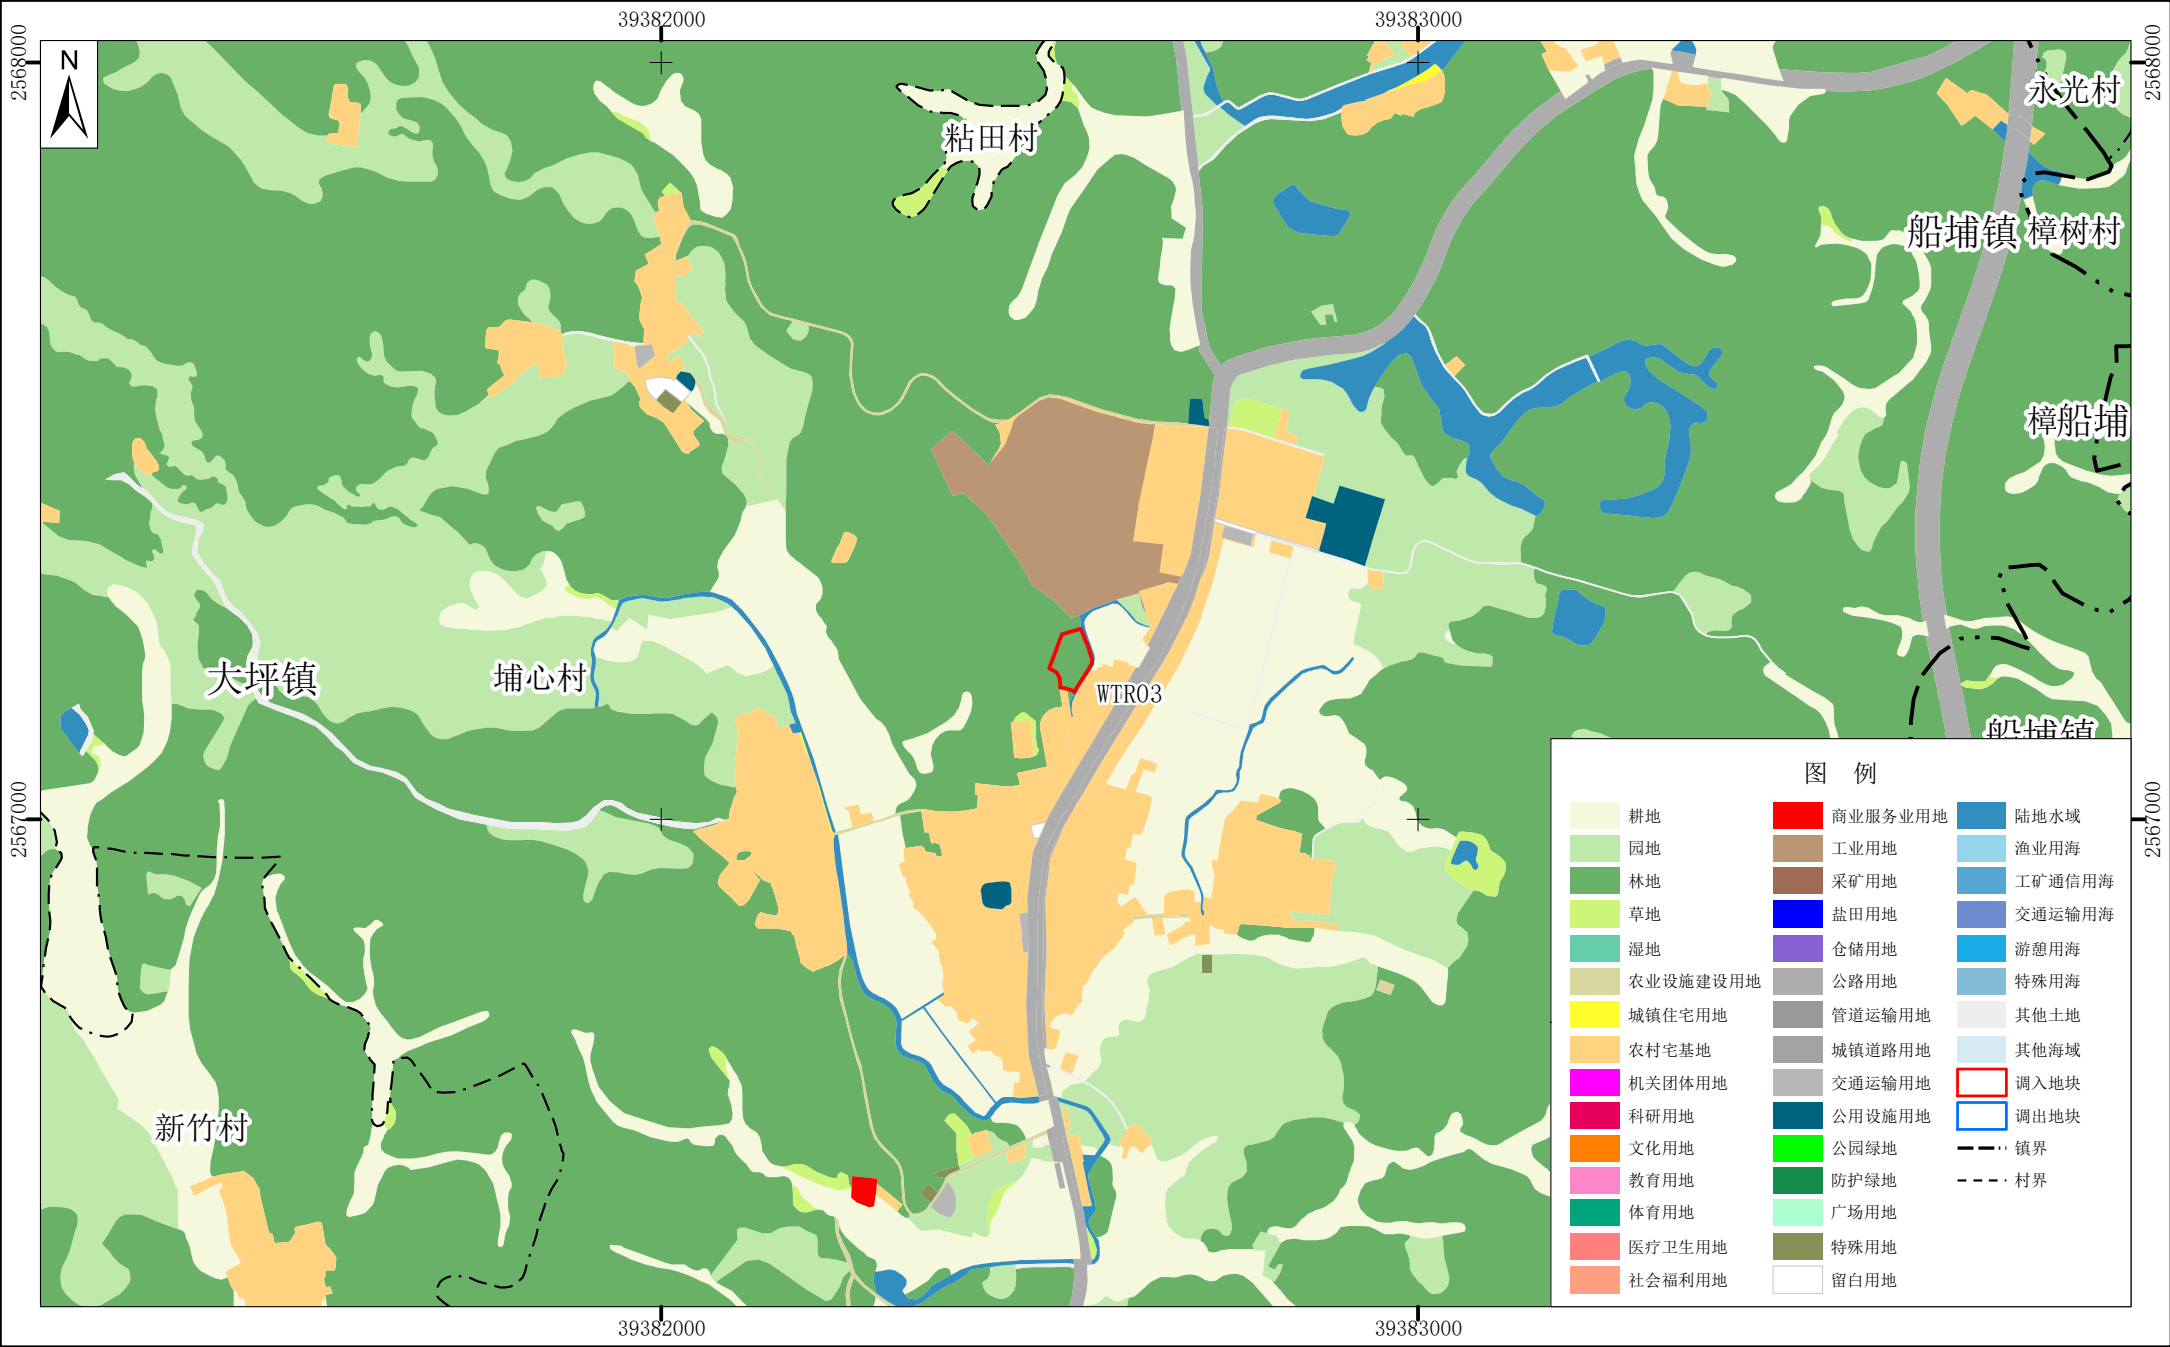 39382000
39383000
2568000
2568000
N
永光村
粘田村
船埔镇
樟树村
樟船埔
大坪镇
埔心村
WTR03
船埔镇
2567000
2567000
新竹村
图 例
耕地
园地
林地
草地
湿地
农业设施建设用地
城镇住宅用地
农村宅基地
机关团体用地
科研用地
文化用地
教育用地
体育用地
医疗卫生用地
社会福利用地
商业服务业用地
工业用地
采矿用地
盐田用地
仓储用地
公路用地
管道运输用地
城镇道路用地
交通运输用地
公用设施用地
公园绿地
防护绿地
广场用地
特殊用地
留白用地
陆地水域
渔业用海
工矿通信用海
交通运输用海
游憩用海
特殊用海
其他土地
其他海域
调入地块
调出地块
镇界
村界
39382000
39383000